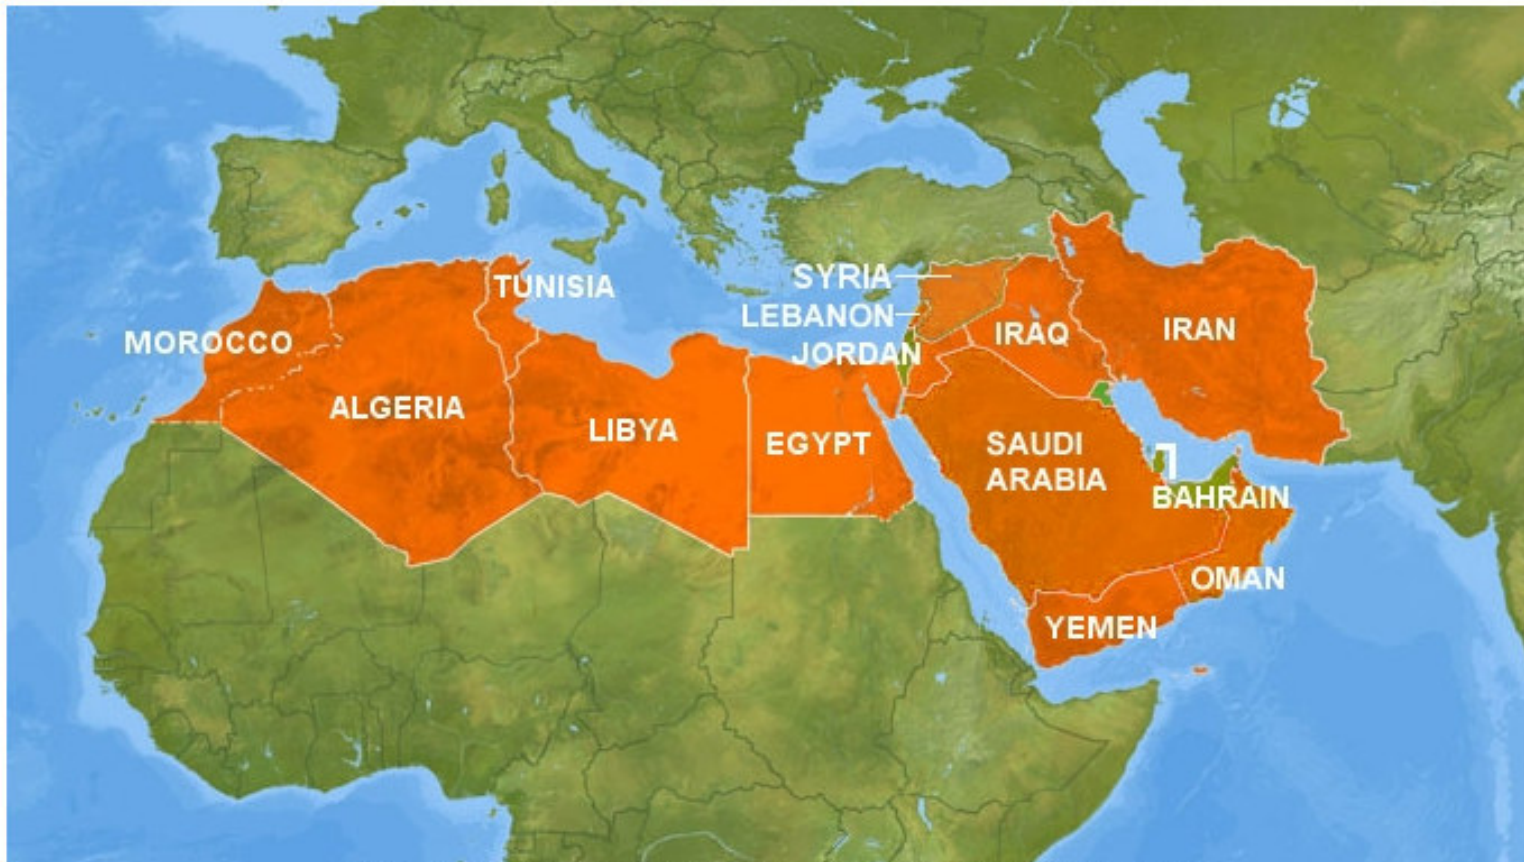 TUNISIA
SYRIA
LEBANON
MOROCCO
JORDAN
IRAQ
IRAN
ALGERIA
LIBYA
EGYPT
SAUDI
ARABIA
BAHRAIN
OMAN
YEMEN